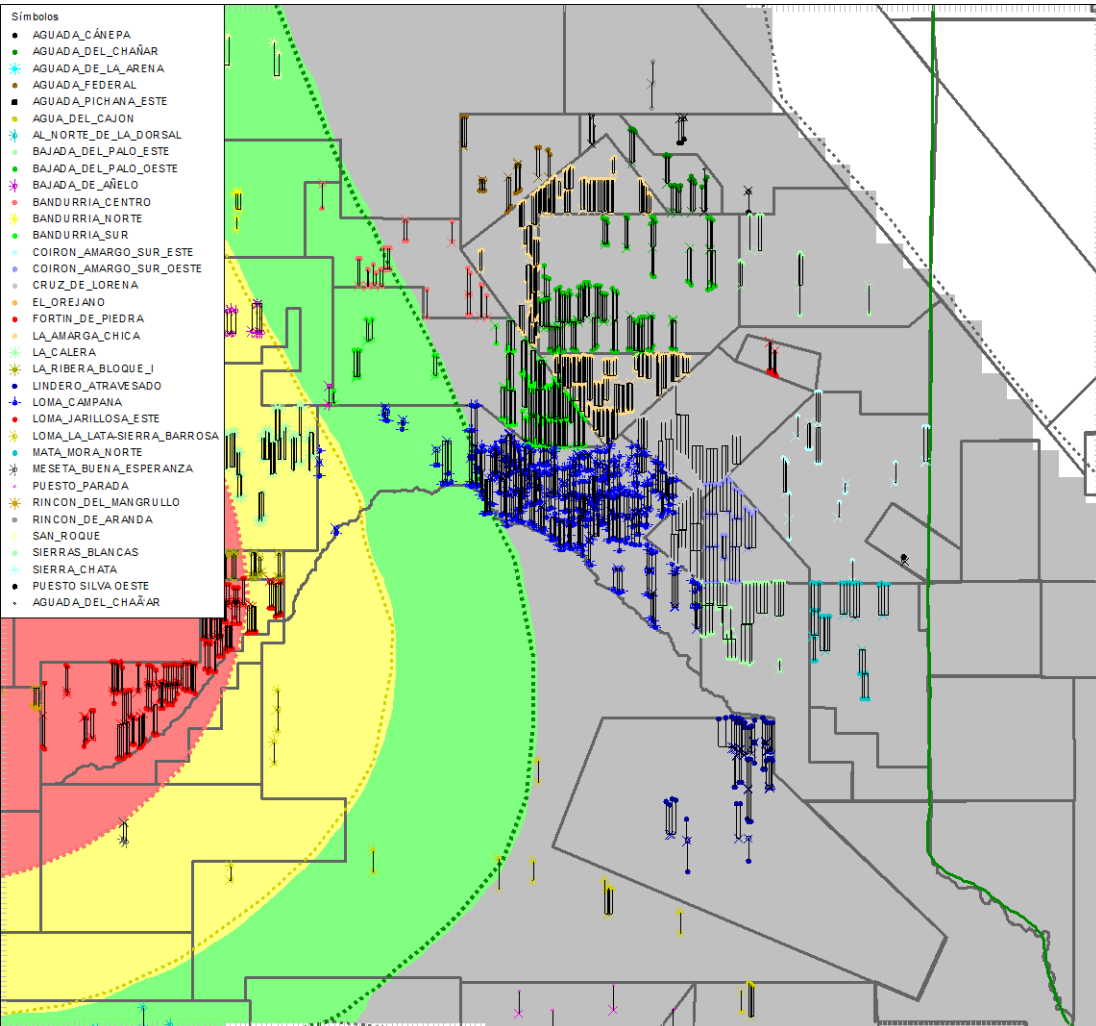 Símbolos
AGUADA_CÁNEPA
AGUADA_DEL_CHAÑAR
AGUADA_DE_LA_ARENA
AGUADA_FEDERAL
AGUADA_PICHANA_ESTE
AGUA_DEL_CAJON
AL_NORTE_DE_LA_DORSAL
BAJADA_DEL_PALO_ESTE
BAJADA_DEL_PALO_OESTE
BAJADA_DE_AÑELO
BANDURRIA_CENTRO
BANDURRIA_NORTE
BANDURRIA_SUR
COIRON_AMARGO_SUR_ESTE
COIRON_AMARGO_SUR_OESTE
CRUZ_DE_LORENA
EL_OREJANO
FORTIN_DE_PIEDRA
LA_AMARGA_CHICA
LA_CALERA
LA_RIBERA_BLOQUE_I
LINDERO_ATRAVESADO
LOMA_CAMPANA
LOMA_JARILLOSA_ESTE
LOMA_LA_LATA-SIERRA_BARROSA
MATA_MORA_NORTE
MESETA_BUENA_ESPERANZA
PUESTO_PARADA
RINCON_DEL_MANGRULLO
RINCON_DE_ARANDA
SAN_ROQUE
SIERRAS_BLANCAS
SIERRA_CHATA
PUESTO SILVA OESTE
AGUADA_DEL_CHAÃ‘AR